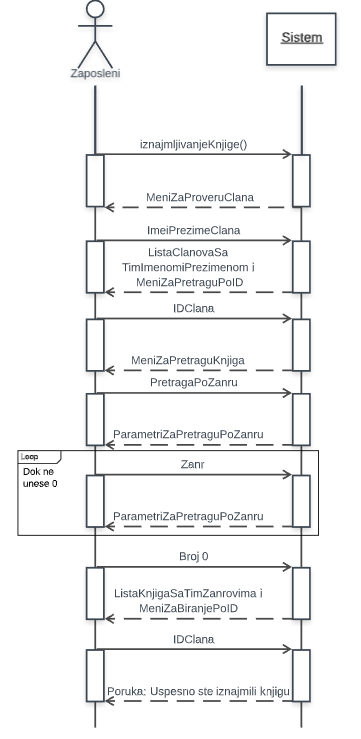 Zaposleni
Sistem
iznajmljivanjeKnjige()
MeniZaProveruClana
ImeiPrezimeClana
ListaClanovaSa
TimImenomiPrezimenom i
MeniZaPretraguPoID
IDClana
MeniZaPretraguKnjiga
PretragaPoZanru
ParametriZaPretraguPoZanru
Loop
Dok ne
unese 0
Zanr
ParametriZaPretraguPoZanru
Broj 0
ListaKnjigaSaTimZanrovima i
MeniZaBiranjePoID
IDClana
Poruka: Uspesno ste iznajmili knjigu